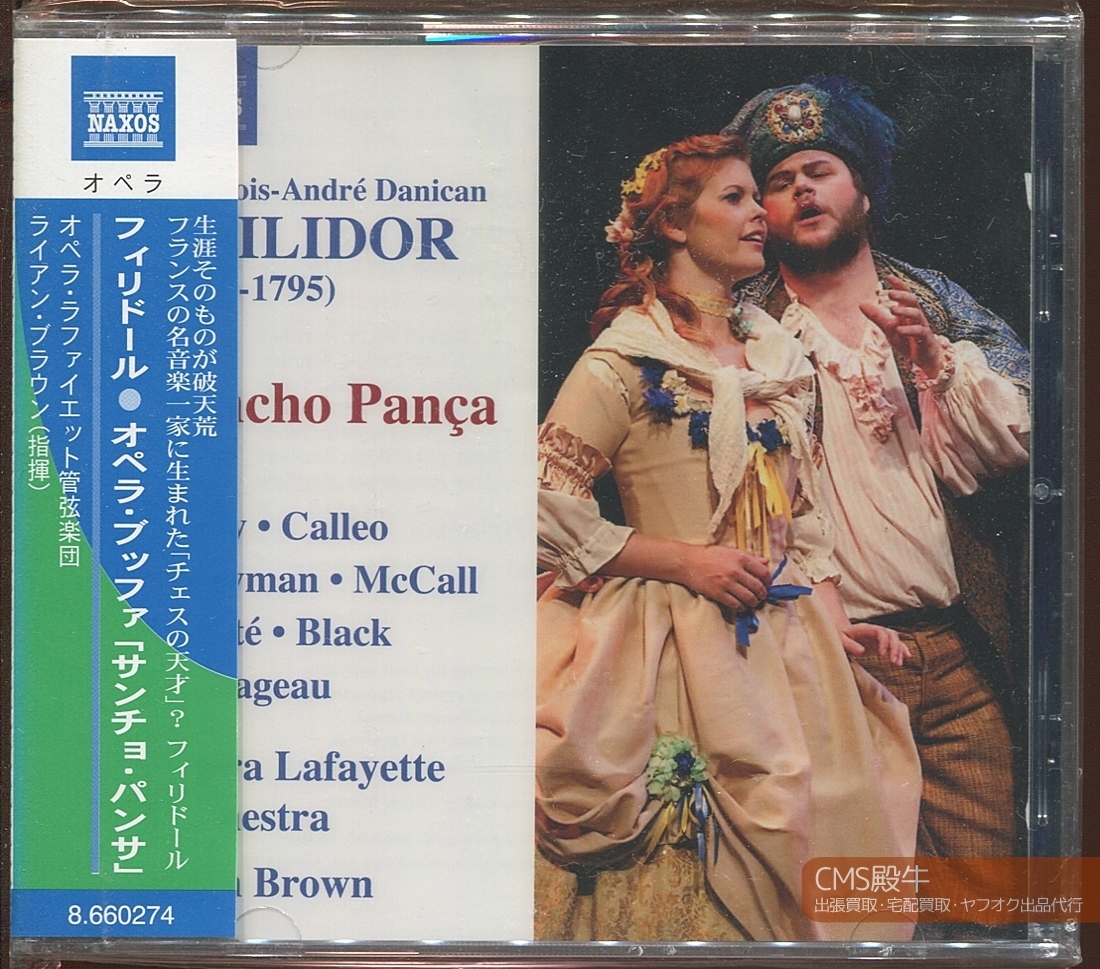 NAXOS
オペラ
生涯そのものが破天荒
フランスの名音楽一家に生まれた「チェスの天才」？ フィリドール
フィリドール●オペラ・ブッファ「サンチョ・パンサ」
オペラ・ラファイエット管弦楽団
ライアン・ブラウン（指揮）
8.660274
S
ois-André Danican
ILIDOR
-1795)
ncho Pança
y • Calleo
yman • McCall
té • Black
ageau
ra Lafayette
hestra
n Brown
CMS殿牛
出張買取・宅配買取・ヤフオク出品代行